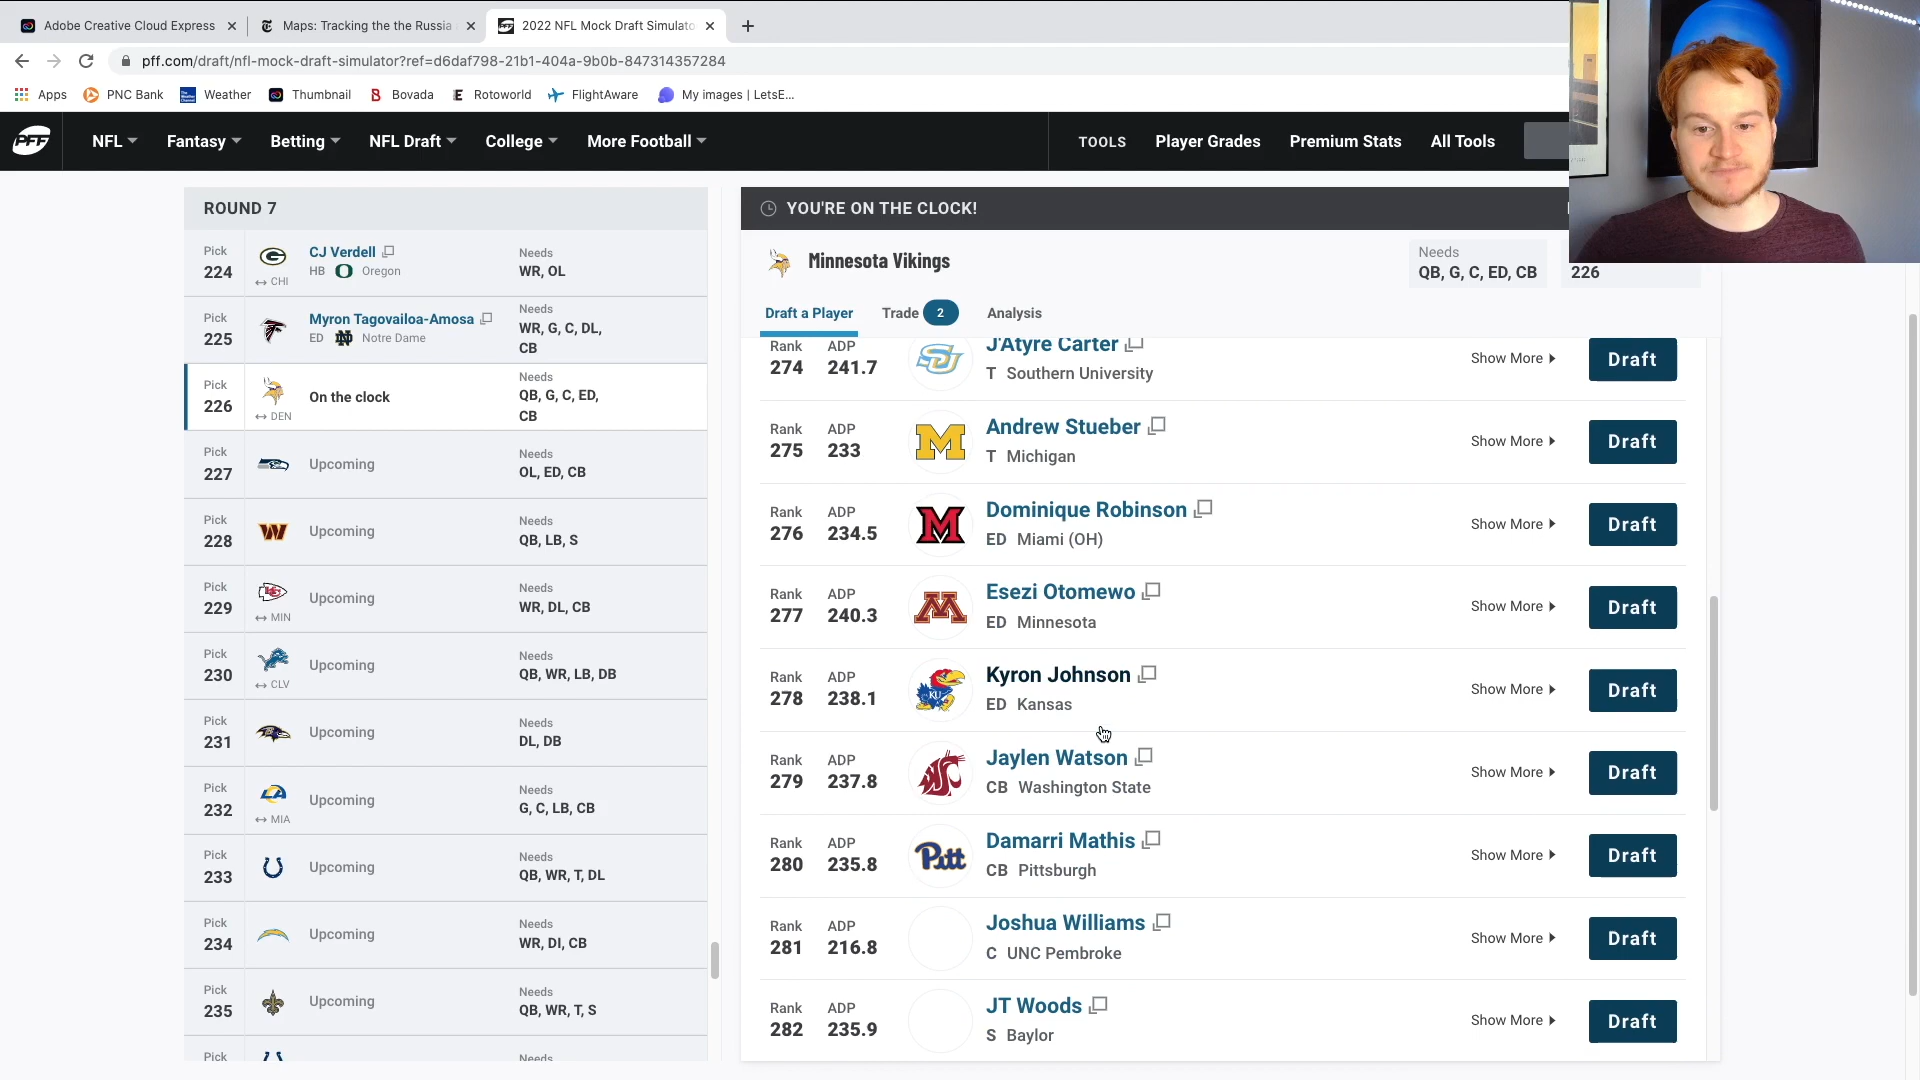 Adobe Creative Cloud Express
Maps: Tracking the the Russia
2022 NFL Mock Draft Simulato
pff.com/draft/nfl-mock-draft-simulator?ref=d6daf798-21b1-404a-9b0b-847314357284
Apps PNC Bank Weather Thumbnail Bovada Rotoworld FlightAware My images | LetsE...
PFF NFL Fantasy Betting NFL Draft College More Football TOOLS Player Grades Premium Stats All Tools
ROUND 7
Pick 224
CHI
CJ Verdell
HB Oregon
Needs
WR, OL
Pick 225
Myron Tagovailoa-Amosa
ED Notre Dame
Needs
WR, G, C, DL,
CB
Pick 226
DEN
On the clock
Needs
QB, G, C, ED,
CB
Pick 227
Upcoming
Needs
OL, ED, CB
Pick 228
Upcoming
Needs
QB, LB, S
Pick 229
MIN
Upcoming
Needs
WR, DL, CB
Pick 230
CLV
Upcoming
Needs
QB, WR, LB, DB
Pick 231
Upcoming
Needs
DL, DB
Pick 232
MIA
Upcoming
Needs
G, C, LB, CB
Pick 233
Upcoming
Needs
QB, WR, T, DL
Pick 234
Upcoming
Needs
WR, DI, CB
Pick 235
Upcoming
Needs
QB, WR, T, S
Pick
Needs
YOU'RE ON THE CLOCK!
Minnesota Vikings
Needs
QB, G, C, ED, CB
226
Draft a Player Trade 2 Analysis
Rank ADP
274 241.7
J'Atyre Carter
T Southern University
Show More Draft
Rank ADP
275 233
Andrew Stueber
T Michigan
Show More Draft
Rank ADP
276 234.5
Dominique Robinson
ED Miami (OH)
Show More Draft
Rank ADP
277 240.3
Esezi Otomewo
ED Minnesota
Show More Draft
Rank ADP
278 238.1
Kyron Johnson
ED Kansas
Show More Draft
Rank ADP
279 237.8
Jaylen Watson
CB Washington State
Show More Draft
Rank ADP
280 235.8
Pitt
Damarri Mathis
CB Pittsburgh
Show More Draft
Rank ADP
281 216.8
Joshua Williams
C UNC Pembroke
Show More Draft
Rank ADP
282 235.9
JT Woods
S Baylor
Show More Draft